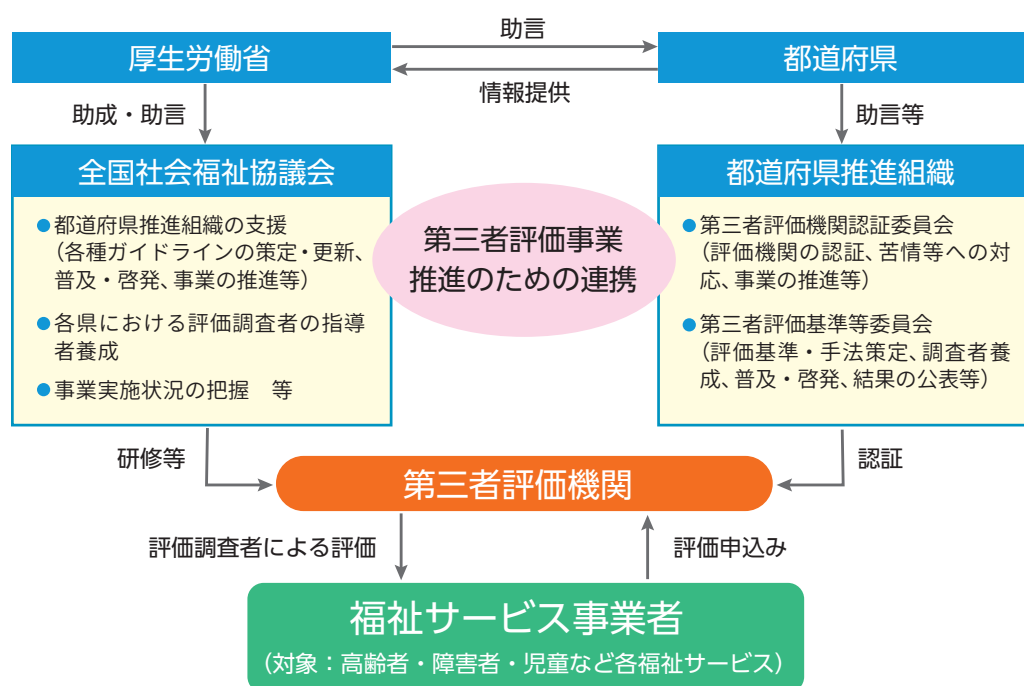 助言
厚生労働省
都道府県
情報提供
助成・助言
助言等
全国社会福祉協議会
●都道府県推進組織の支援
(各種ガイドラインの策定・更新、
普及・啓発、事業の推進等)
●各県における評価調査者の指導
者養成
●事業実施状況の把握　等
第三者評価事業
推進のための連携
都道府県推進組織
●第三者評価機関認証委員会
(評価機関の認証、苦情等への対
応、事業の推進等)
●第三者評価基準等委員会
(評価基準・手法策定、調査者養
成、普及・啓発、結果の公表等)
研修等
認証
第三者評価機関
評価調査者による評価
評価申込み
福祉サービス事業者
(対象：高齢者・障害者・児童など各福祉サービス)